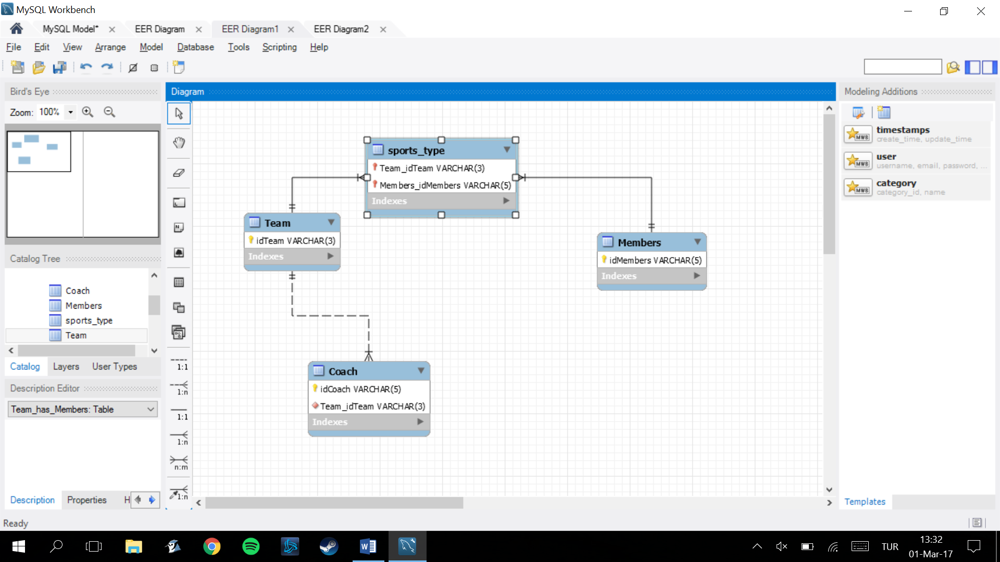 MySQL Workbench
MySQL Model* EER Diagram EER Diagram1 EER Diagram2
File Edit View Arrange Model Database Tools Scripting Help
Bird's Eye
Zoom: 100%
Catalog Tree
Coach
Members
sports_type
Team
Catalog Layers User Types
Description Editor
Team_has_Members: Table
Description Properties H
Diagram
1:1
1:n
1:1
1:n
n:m
1:n
sports_type
Team_idTeam VARCHAR(3)
Members_idMembers VARCHAR(5)
Indexes
Team
idTeam VARCHAR(3)
Indexes
Members
idMembers VARCHAR(5)
Indexes
Coach
idCoach VARCHAR(5)
Team_idTeam VARCHAR(3)
Indexes
Modeling Additions
MWB
timestamps
create_time, update_time
MWB
user
username, email, password, ...
MWB
category
category_id, name
Templates
Ready
W
TUR
13:32
01-Mar-17